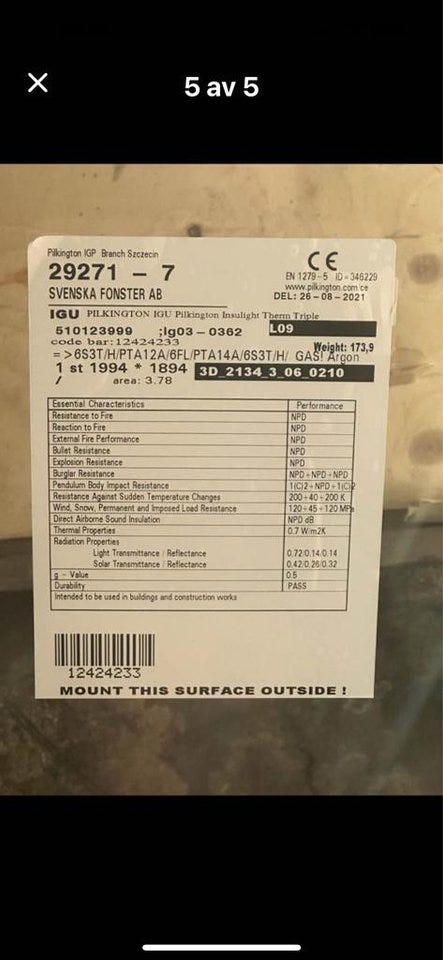 5 av 5
Pilkington IGP Branch Szczecin
29271 - 7
SVENSKA FONSTER AB
CE
EN 1279-5 ID-346229
www.pilkington.com/ce
DEL: 26-08-2021
IGU PILKINGTON IGU Pilkington Insulight Therm Triple
510123999 ;lg03-0362 L09
code bar:12424233
Weight: 173,9
=>6S3T/H/PTA12A/6FL/PTA14A/6S3T/H/ GAS! Argon
1 st 1994 * 1894 3D_2134_3_06_0210
/ area: 3.78
Essential Characteristics Performance
Resistance to Fire NPD
Reaction to Fire NPD
External Fire Performance NPD
Bullet Resistance NPD
Explosion Resistance NPD
Burglar Resistance NPD+NPD+NPD
Pendulum Body Impact Resistance 1(C)2+NPD+1(C)2
Resistance Against Sudden Temperature Changes 200+40+200 K
Wind, Snow, Permanent and Imposed Load Resistance 120+45+120 MPa
Direct Airborne Sound Insulation NPD dB
Thermal Properties 0.7 W/m2K
Radiation Properties
Light Transmittance / Reflectance 0.72/0.14/0.14
Solar Transmittance / Reflectance 0.42/0.26/0.32
g - Value 0.5
Durability PASS
Intended to be used in buildings and construction works
12424233
MOUNT THIS SURFACE OUTSIDE !